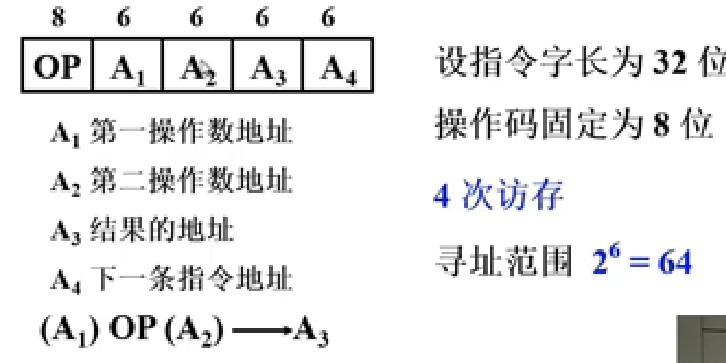 8 6 6 6 6
OP A₁ A₂ A₃ A₄
A₁ 第一操作数地址
A₂ 第二操作数地址
A₃ 结果的地址
A₄ 下一条指令地址
(A₁) OP (A₂) ⟶ A₃
设指令字长为 32 位
操作码固定为 8 位
4 次访存
寻址范围 2⁶ = 64